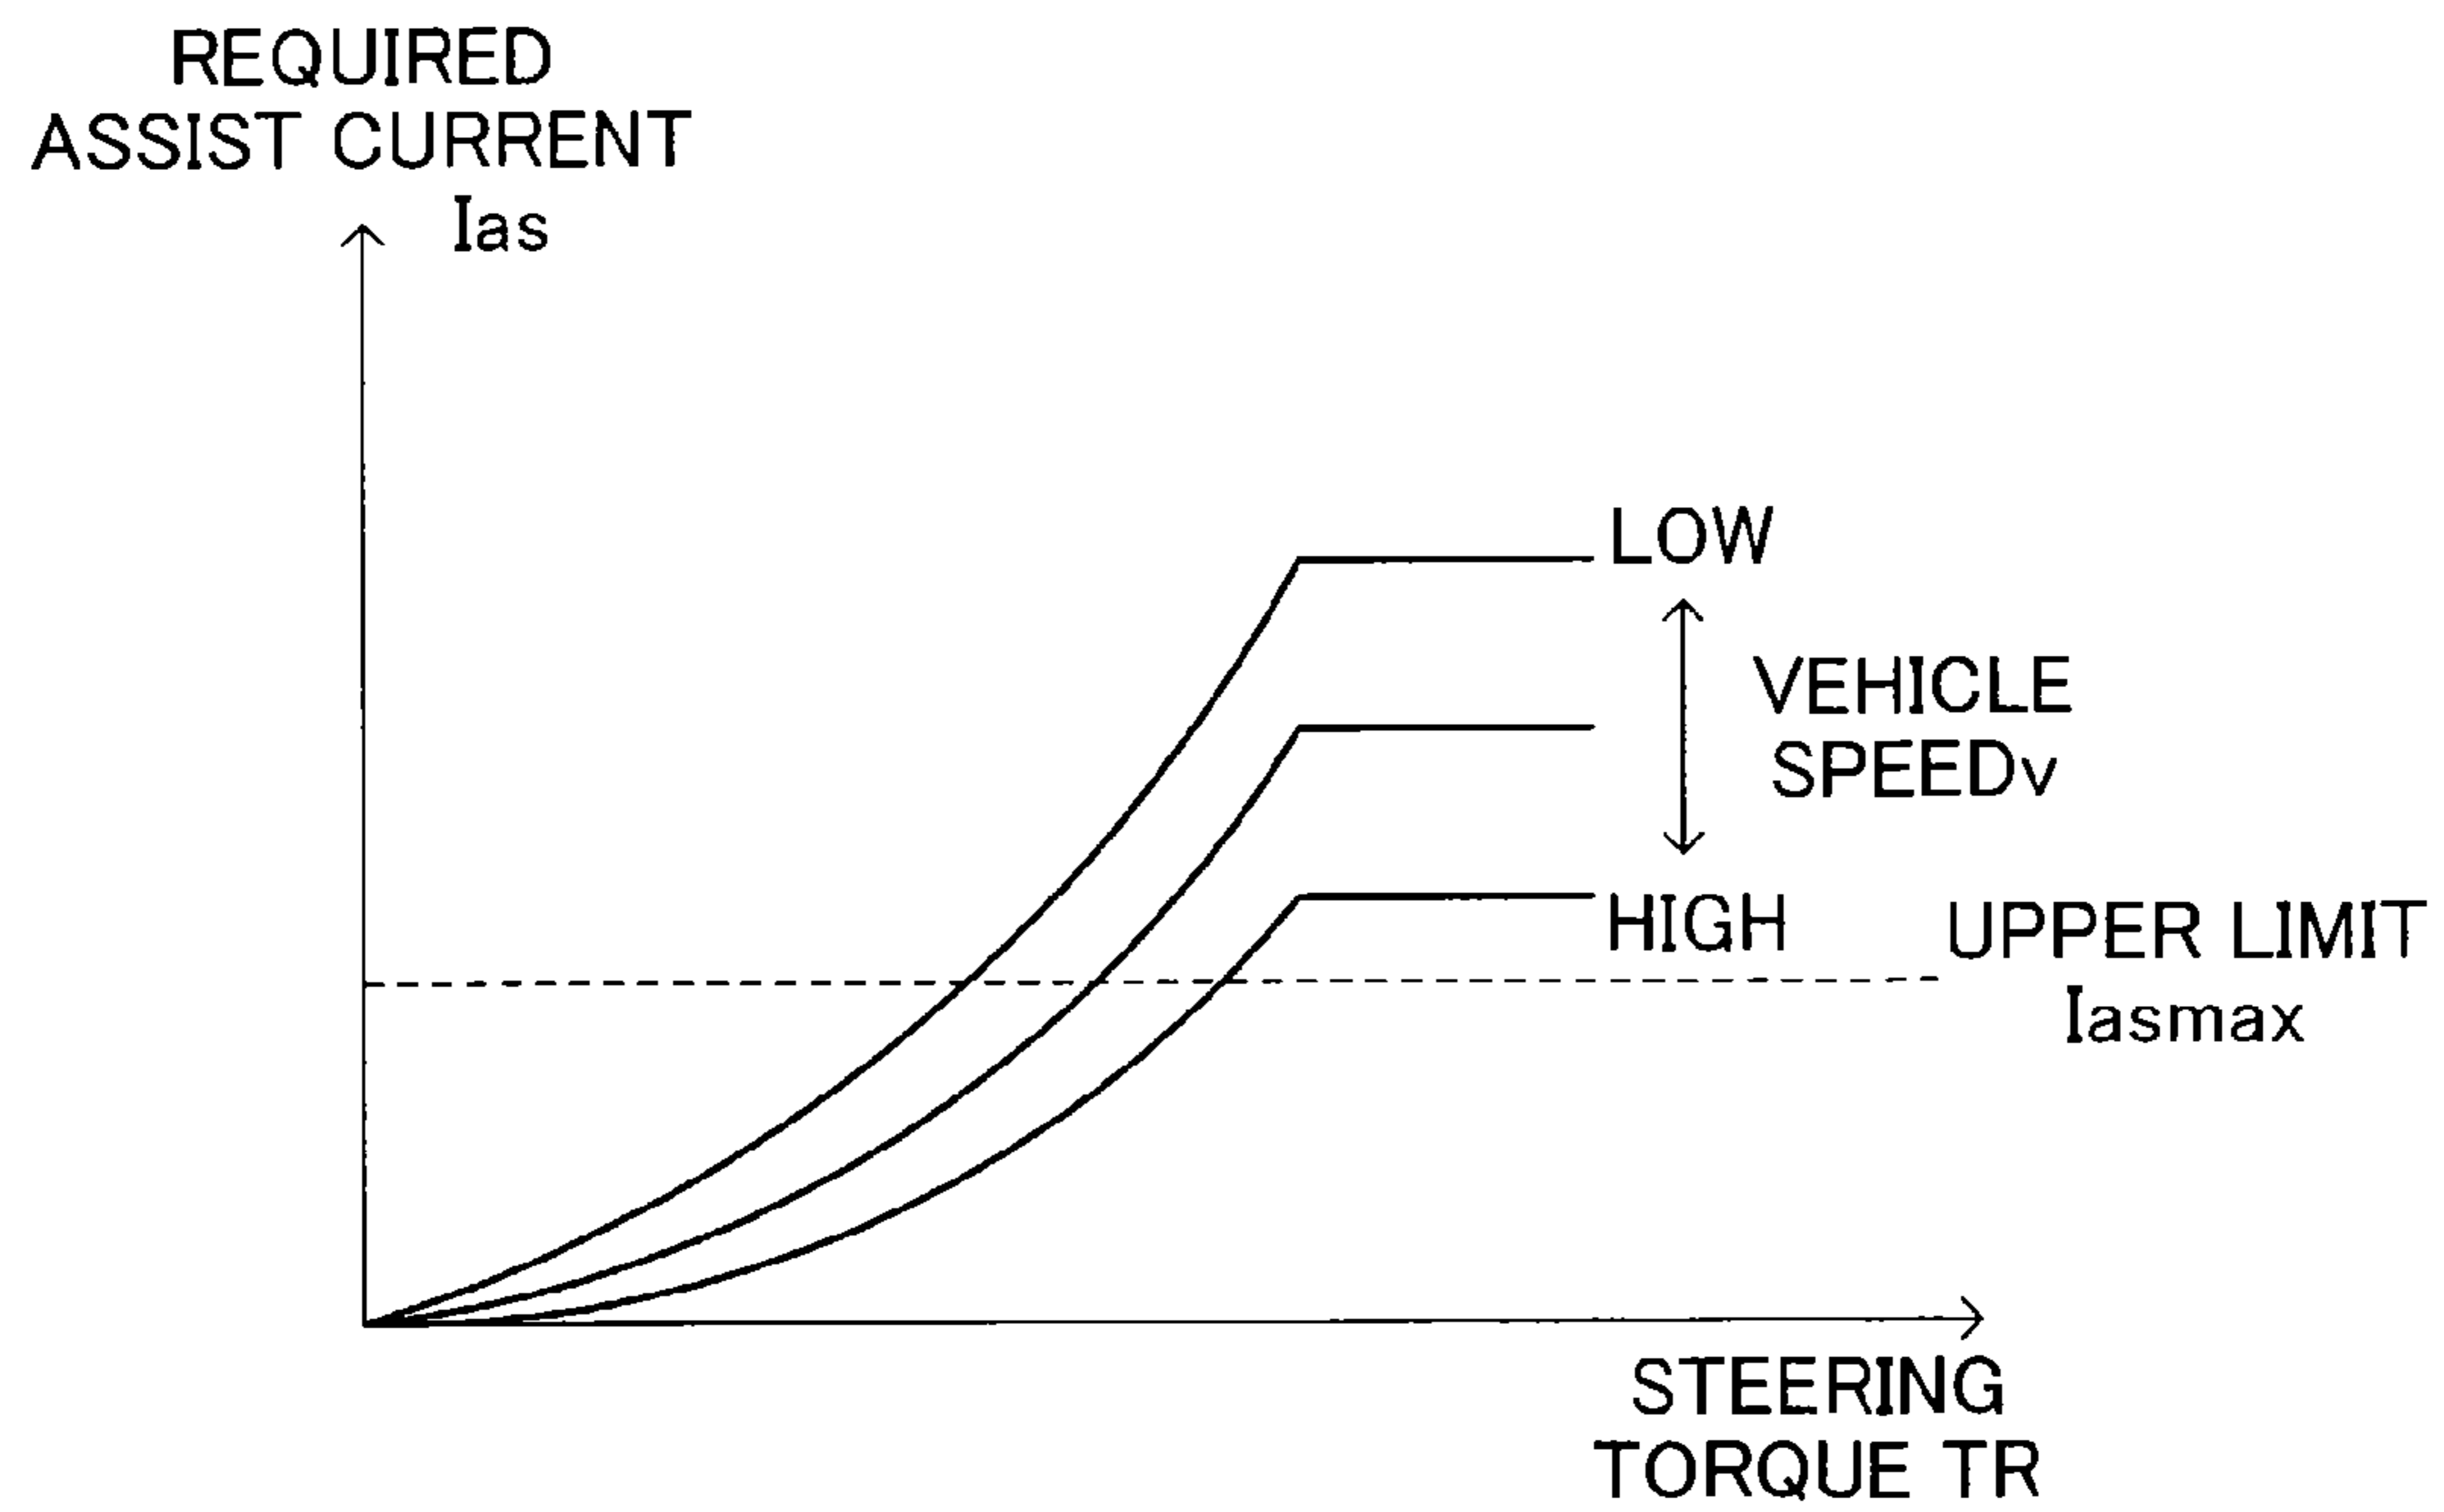 REQUIRED
ASSIST CURRENT
Ias
LOW
VEHICLE
SPEEDv
HIGH
UPPER LIMIT
Iasmax
STEERING
TORQUE TR